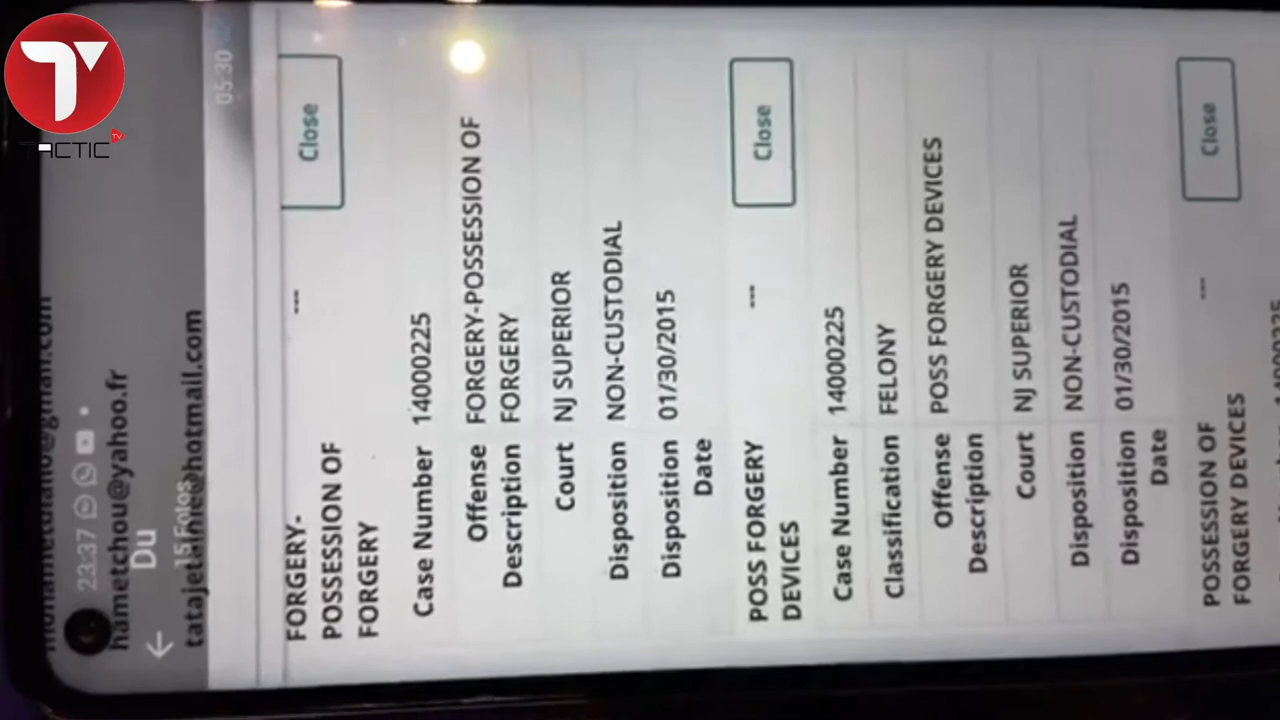 TACTIC
TV
23:37
hametchou@yahoo.fr
Du
15 Fotos
tatajetaimie@hotmail.com
05:30
FORGERY-
POSSESSION OF
FORGERY
---
Close
Case Number 14000225
Offense Description FORGERY-POSSESSION OF
FORGERY
Court NJ SUPERIOR
Disposition NON-CUSTODIAL
Disposition Date 01/30/2015
POSS FORGERY
DEVICES
---
Close
Case Number 14000225
Classification FELONY
Offense Description POSS FORGERY DEVICES
Court NJ SUPERIOR
Disposition NON-CUSTODIAL
Disposition Date 01/30/2015
POSSESSION OF
FORGERY DEVICES
---
Close